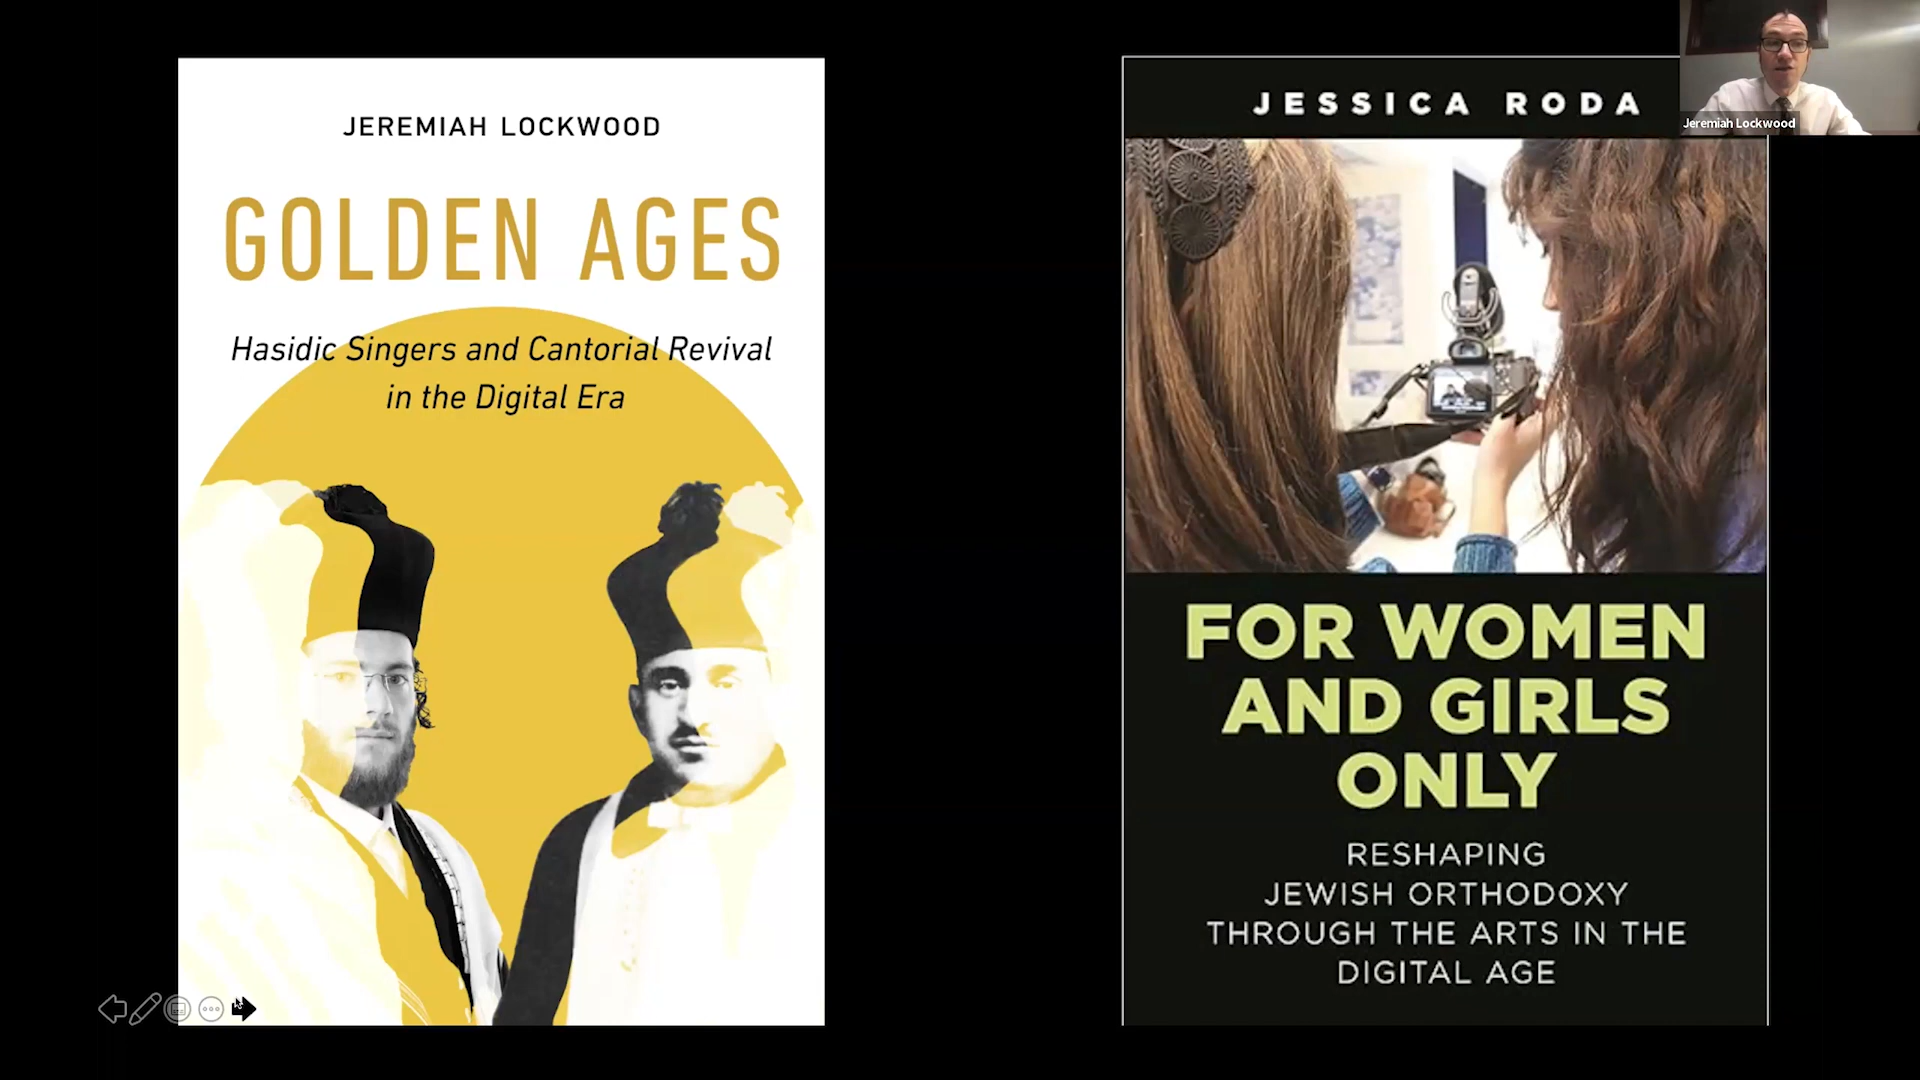 JEREMIAH LOCKWOOD
GOLDEN AGES
Hasidic Singers and Cantorial Revival
in the Digital Era
JESSICA RODA
FOR WOMEN
AND GIRLS
ONLY
RESHAPING
JEWISH ORTHODOXY
THROUGH THE ARTS IN THE
DIGITAL AGE
Jeremiah Lockwood